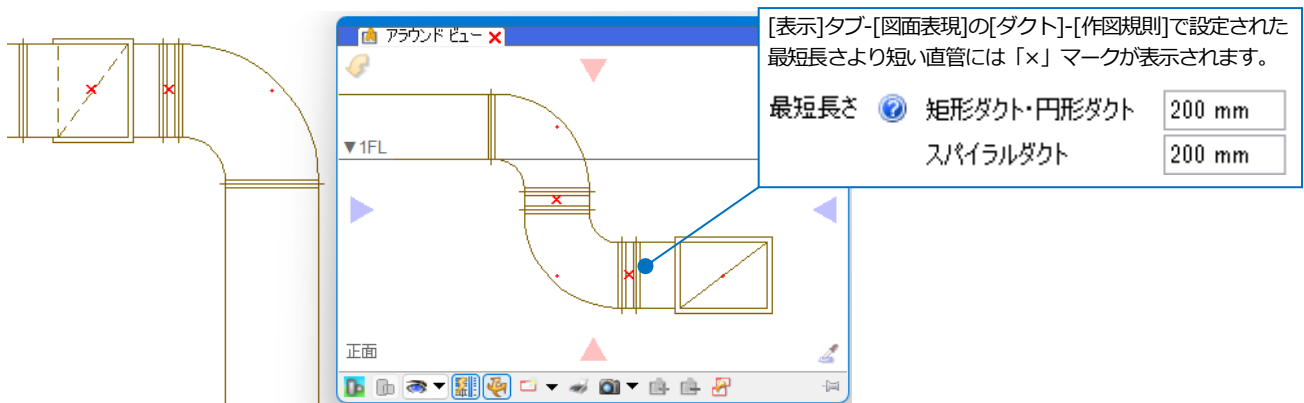 アラウンド ビュー
[表示]タブ-[図面表現]の[ダクト]-[作図規則]で設定された
最短長さより短い直管には「×」マークが表示されます。
最短長さ 矩形ダクト・円形ダクト 200 mm
スパイラルダクト 200 mm
▼1FL
正面